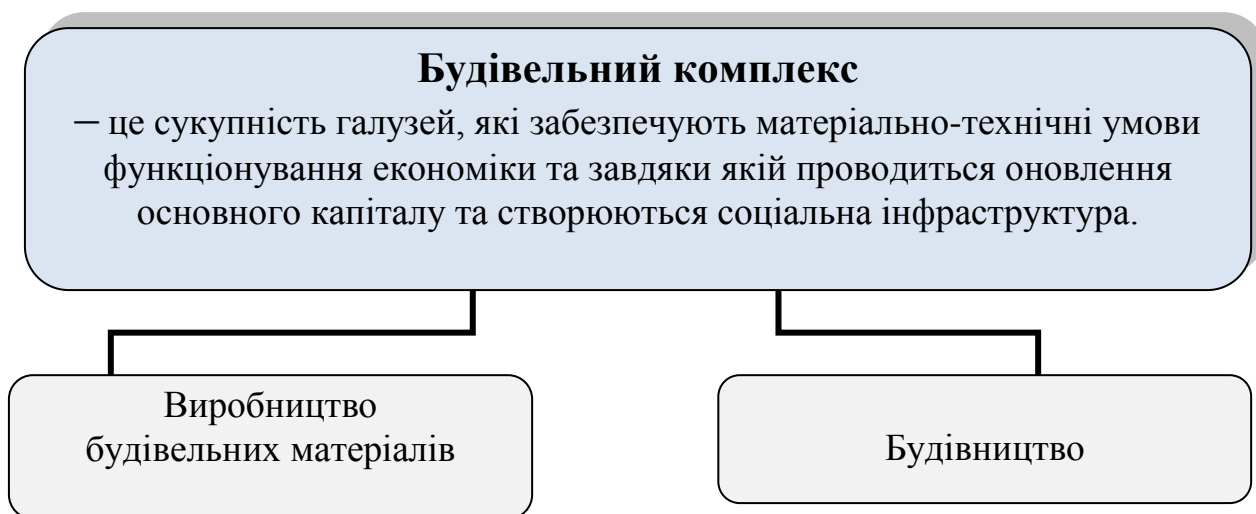 Будівельний комплекс
– це сукупність галузей, які забезпечують матеріально-технічні умови
функціонування економіки та завдяки якій проводиться оновлення
основного капіталу та створюються соціальна інфраструктура.
Виробництво
будівельних матеріалів
Будівництво